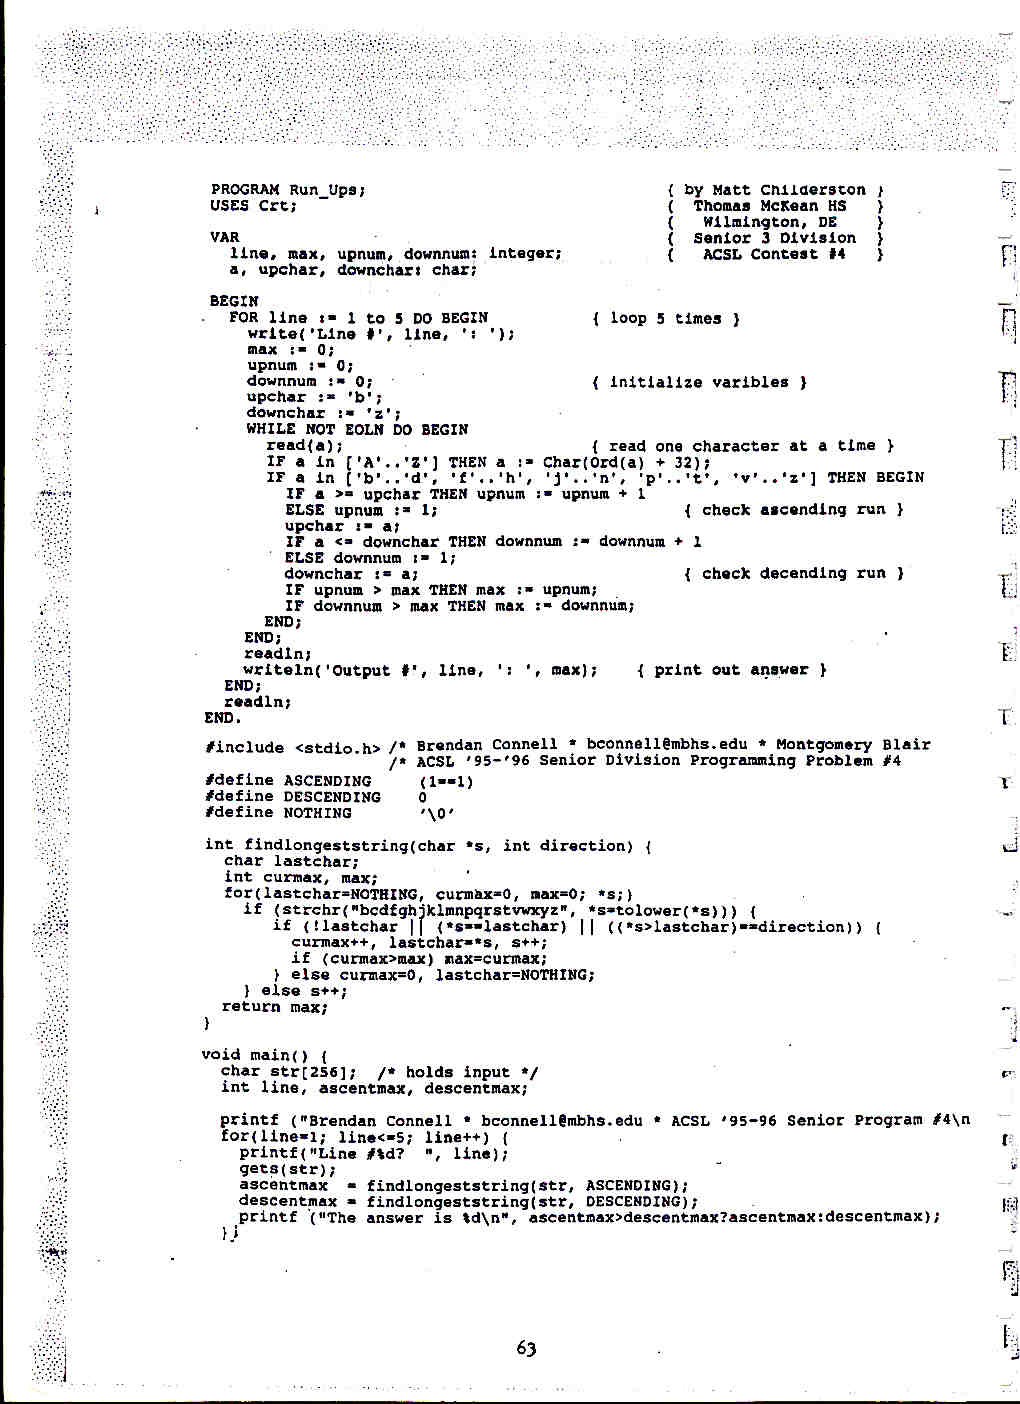 PROGRAM Run_Ups; { by Matt Childerston }
USES Crt; { Thomas McKean HS }
{ Wilmington, DE }
VAR { Senior 3 Division }
line, max, upnum, downnum: integer; { ACSL Contest #4 }
a, upchar, downchar: char;
BEGIN
FOR line := 1 to 5 DO BEGIN { loop 5 times }
write('Line #', line, ': ');
max := 0;
upnum := 0;
downnum := 0; { initialize varibles }
upchar := 'b';
downchar := 'z';
WHILE NOT EOLN DO BEGIN
read(a); { read one character at a time }
IF a in ['A'..'Z'] THEN a := Char(Ord(a) + 32);
IF a in ['b'..'d', 'f'..'h', 'j'..'n', 'p'..'t', 'v'..'z'] THEN BEGIN
IF a >= upchar THEN upnum := upnum + 1
ELSE upnum := 1; { check ascending run }
upchar := a;
IF a <= downchar THEN downnum := downnum + 1
ELSE downnum := 1;
downchar := a; { check decending run }
IF upnum > max THEN max := upnum;
IF downnum > max THEN max := downnum;
END;
END;
readln;
writeln('Output #', line, ': ', max); { print out answer }
END;
readln;
END.
#include <stdio.h> /* Brendan Connell * bconnell@mbhs.edu * Montgomery Blair
/* ACSL '95-'96 Senior Division Programming Problem #4
#define ASCENDING (1==1)
#define DESCENDING 0
#define NOTHING '\0'
int findlongeststring(char *s, int direction) {
char lastchar;
int curmax, max;
for(lastchar=NOTHING, curmax=0, max=0; *s;)
if (strchr("bcdfghjklmnpqrstvwxyz", *s=tolower(*s))) {
if (!lastchar || (*s==lastchar) || ((*s>lastchar)==direction)) {
curmax++, lastchar=*s, s++;
if (curmax>max) max=curmax;
} else curmax=0, lastchar=NOTHING;
} else s++;
return max;
}
void main() {
char str[256]; /* holds input */
int line, ascentmax, descentmax;
printf ("Brendan Connell * bconnell@mbhs.edu * ACSL '95-96 Senior Program #4\n
for(line=1; line<=5; line++) {
printf("Line #%d? ", line);
gets(str);
ascentmax = findlongeststring(str, ASCENDING);
descentmax = findlongeststring(str, DESCENDING);
printf ("The answer is %d\n", ascentmax>descentmax?ascentmax:descentmax);
}}
63